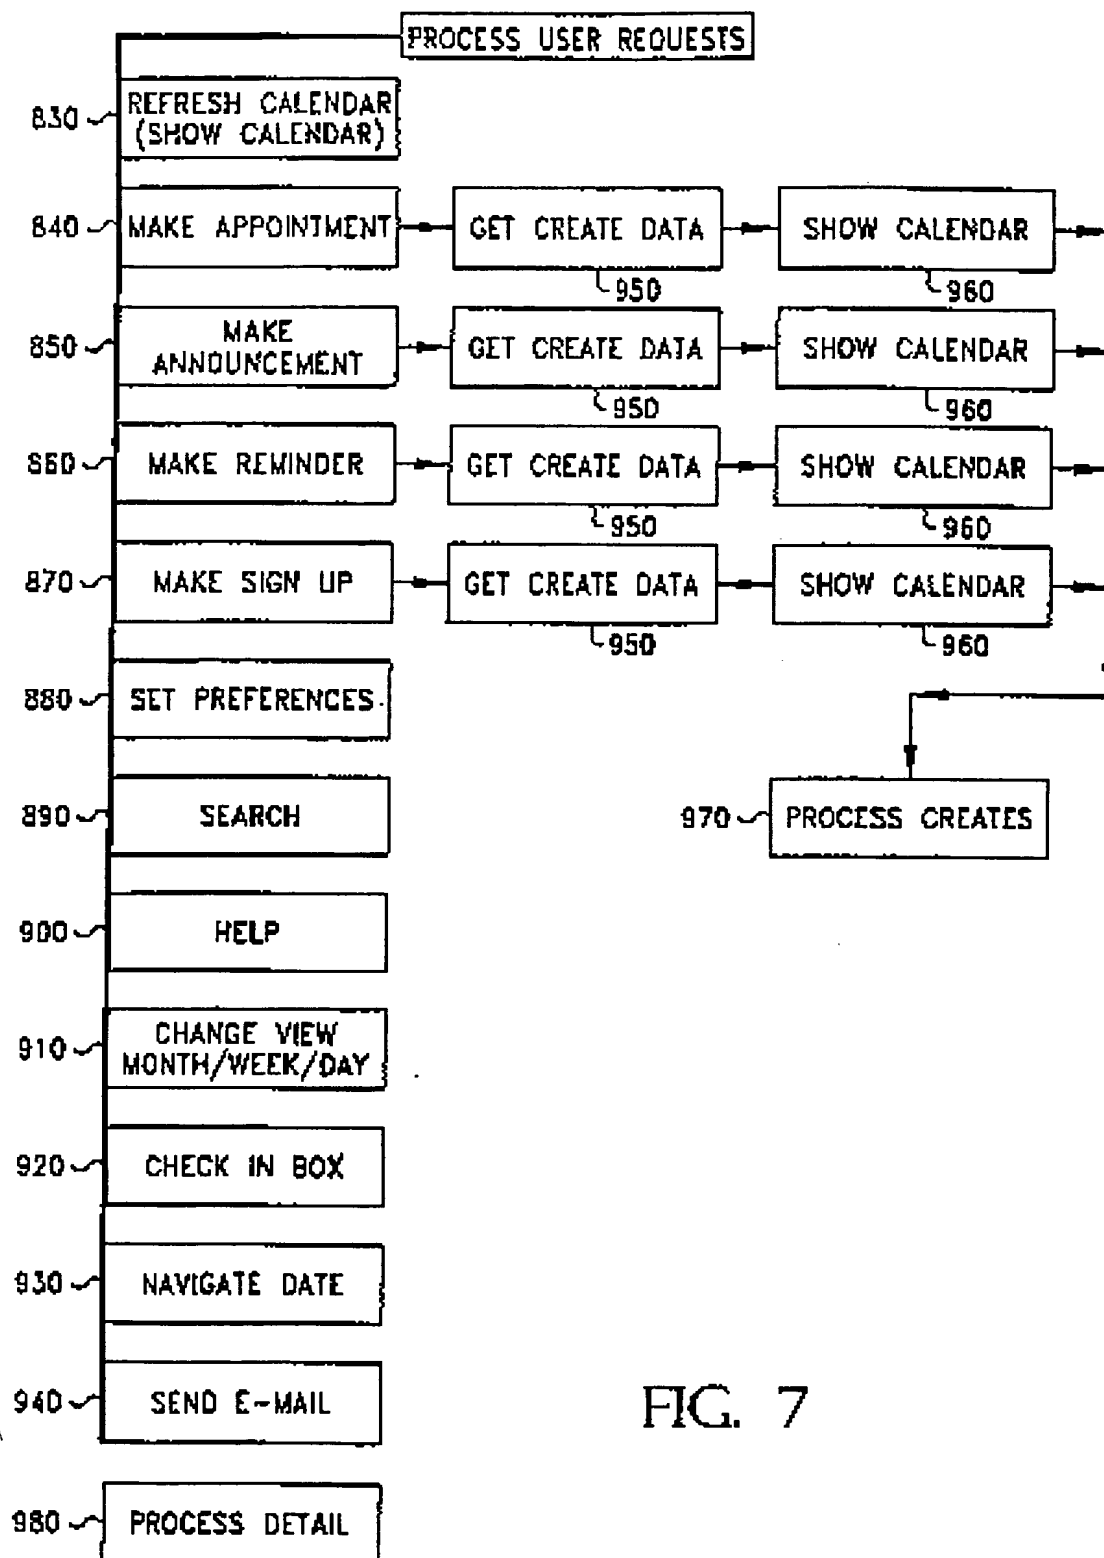 PROCESS USER REQUESTS
830
REFRESH CALENDAR
(SHOW CALENDAR)
840
MAKE APPOINTMENT
GET CREATE DATA
SHOW CALENDAR
950
960
850
MAKE
ANNOUNCEMENT
GET CREATE DATA
SHOW CALENDAR
950
960
860
MAKE REMINDER
GET CREATE DATA
SHOW CALENDAR
950
960
870
MAKE SIGN UP
GET CREATE DATA
SHOW CALENDAR
950
960
880
SET PREFERENCES
890
SEARCH
970
PROCESS CREATES
900
HELP
910
CHANGE VIEW
MONTH/WEEK/DAY
920
CHECK IN BOX
930
NAVIGATE DATE
940
SEND E-MAIL
FIG. 7
980
PROCESS DETAIL